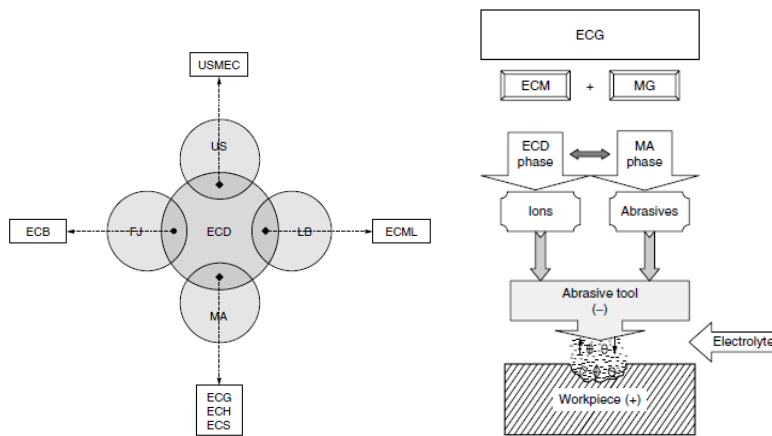 USMEC
US
ECB
FJ
ECD
LB
ECML
MA
ECG
ECH
ECS
ECG
ECM
+
MG
ECD
phase
MA
phase
Ions
Abrasives
Abrasive tool
(−)
Electrolyte
Workpiece (+)